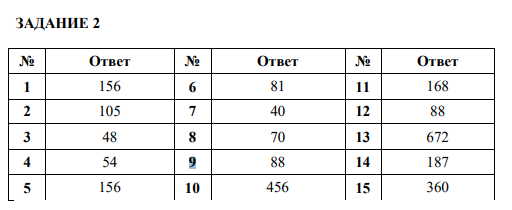 ЗАДАНИЕ 2
№ Ответ № Ответ № Ответ
1 156 6 81 11 168
2 105 7 40 12 88
3 48 8 70 13 672
4 54 9 88 14 187
5 156 10 456 15 360